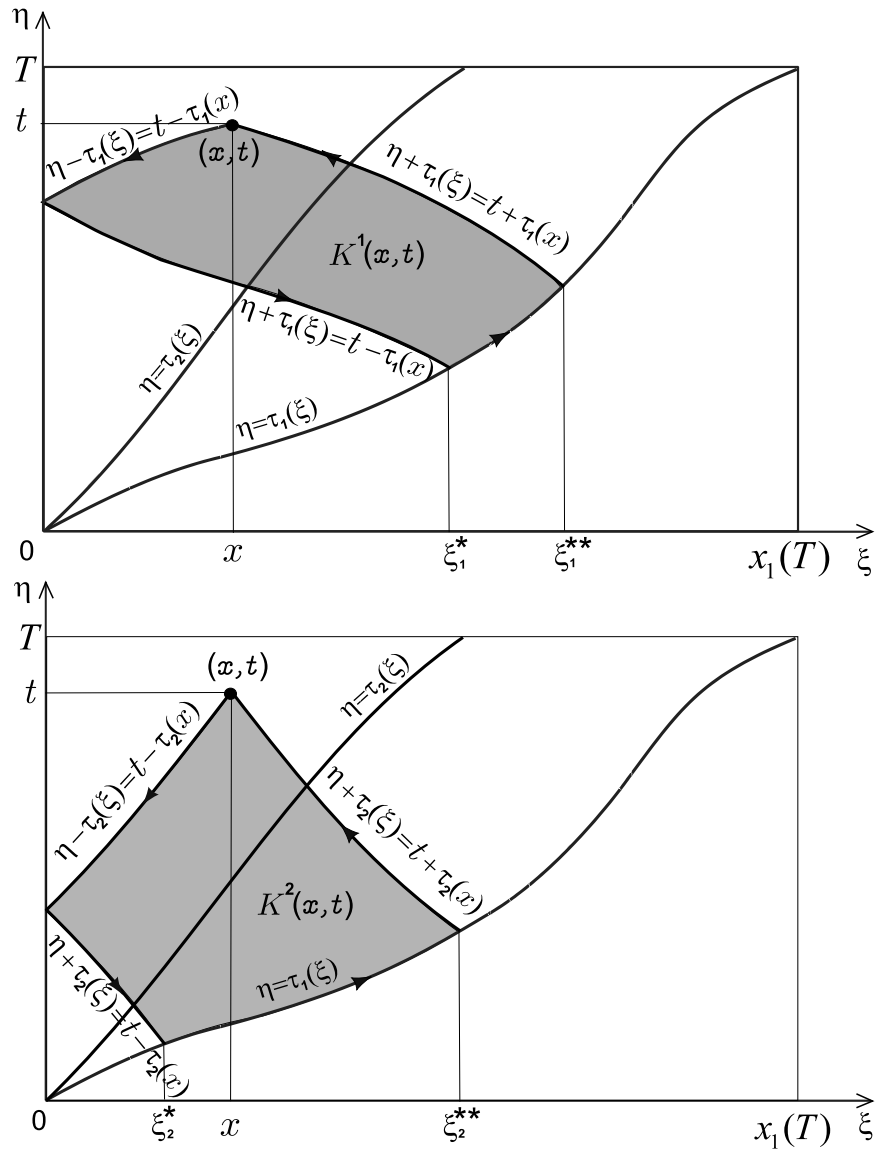 η
T
η−τ₁(ξ)=t−τ₁(x)
t
(x,t)
η+τ₁(ξ)=t+τ₁(x)
K¹(x,t)
η+τ₁(ξ)=t−τ₁(x)
η=τ₂(ξ)
η=τ₁(ξ)
0 x ξ₁* ξ₁** x₁(T) ξ
η
T
(x,t)
η=τ₂(ξ)
t
η−τ₂(ξ)=t−τ₂(x)
η+τ₂(ξ)=t+τ₂(x)
K²(x,t)
η+τ₂(ξ)=t−τ₂(x)
η=τ₁(ξ)
0 ξ₂* x ξ₂** x₁(T) ξ